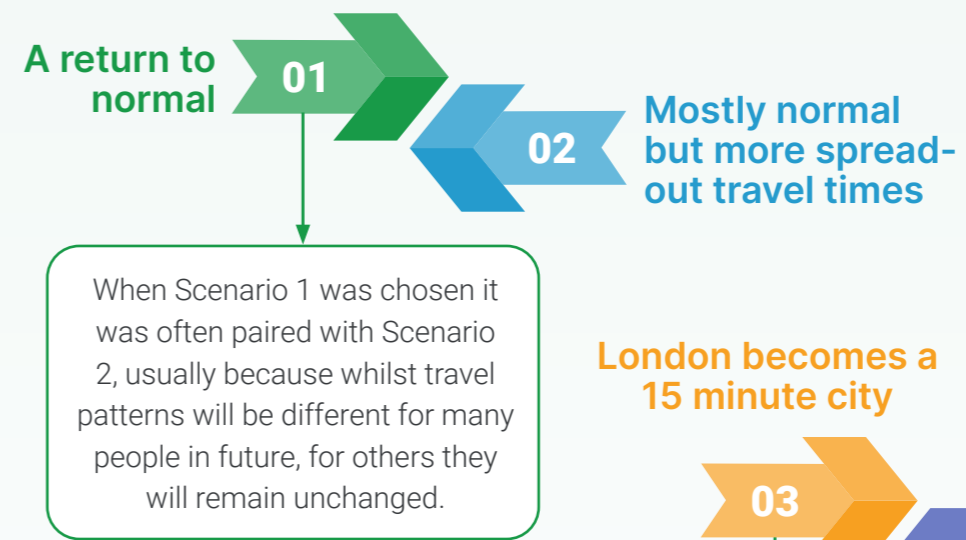 A return to
normal
01
02
Mostly normal
but more spread-
out travel times
When Scenario 1 was chosen it
was often paired with Scenario
2, usually because whilst travel
patterns will be different for many
people in future, for others they
will remain unchanged.
London becomes a
15 minute city
03